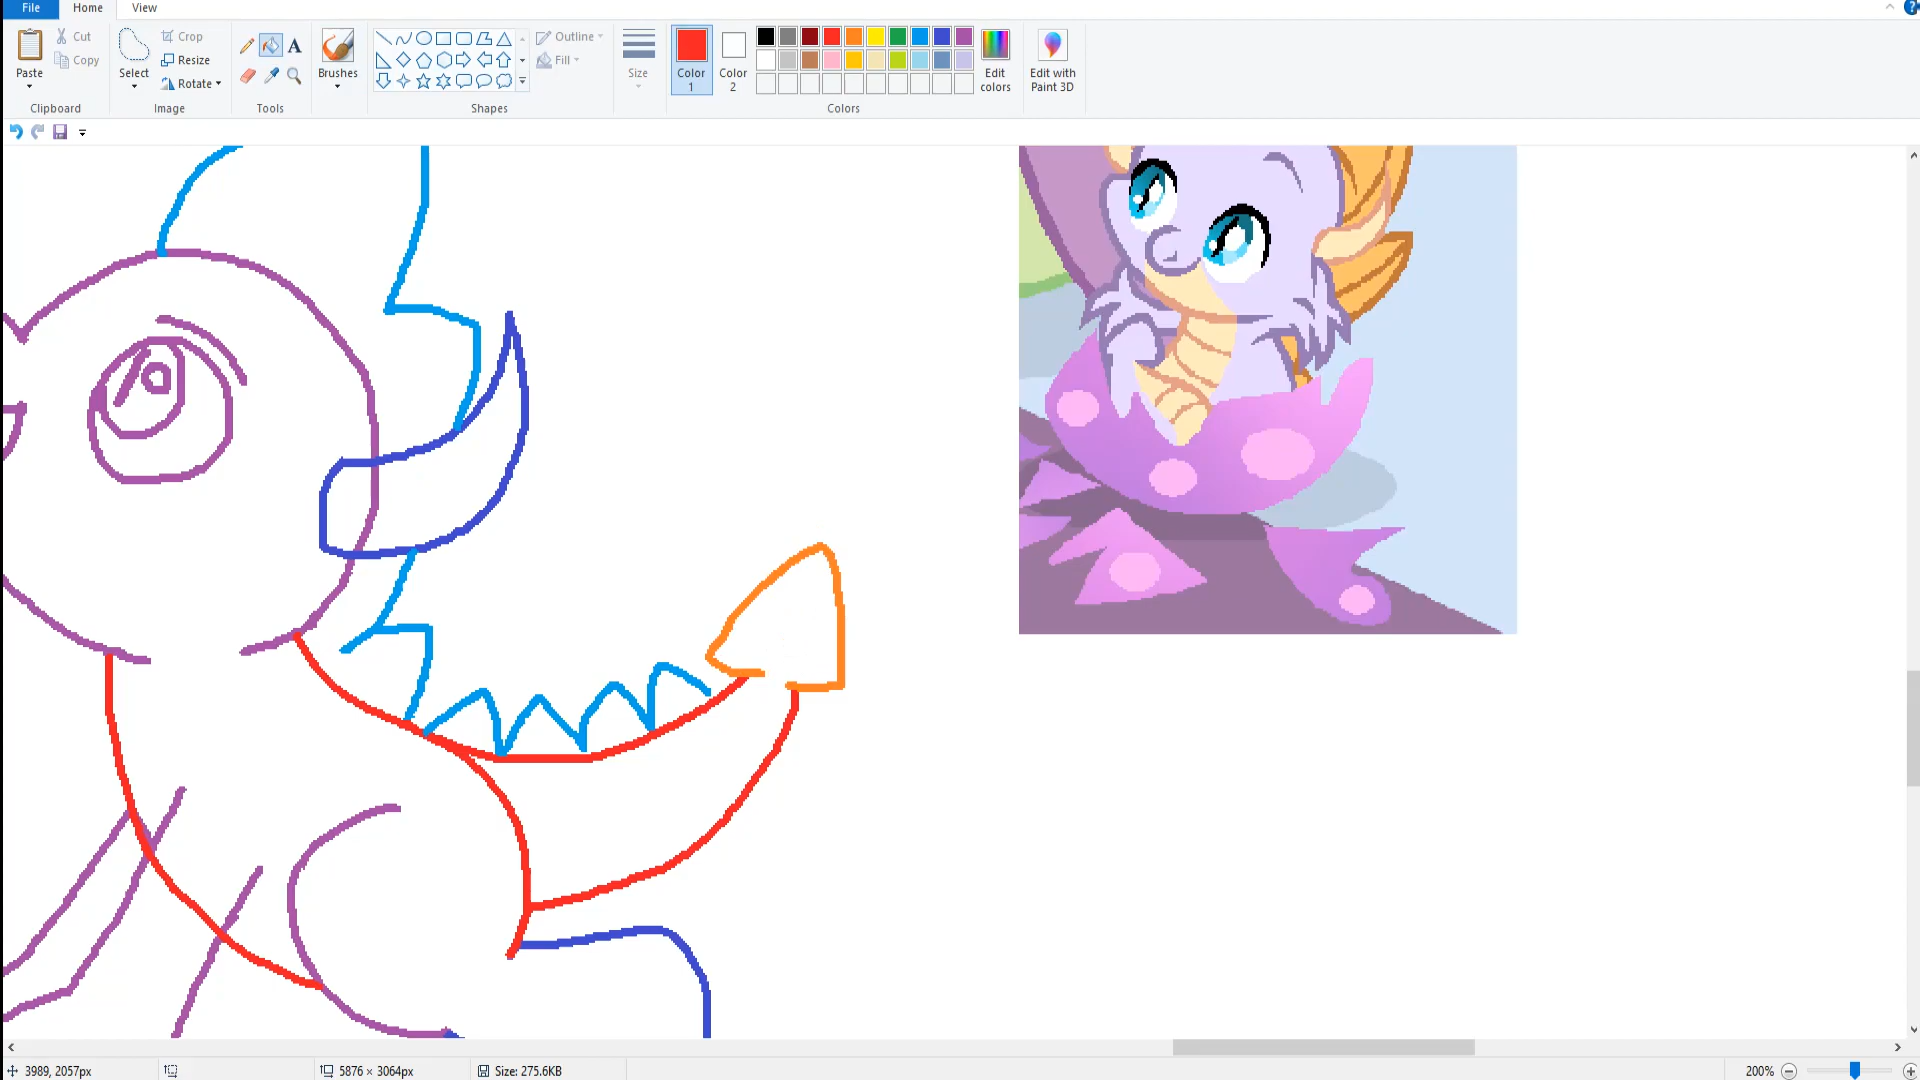 File Home View
Paste
Cut
Copy
Clipboard
Select
Crop
Resize
Rotate
Image
A
Tools
Brushes
Shapes
Outline
Fill
Size
Color
1
Color
2
Edit
colors
Colors
Edit with
Paint 3D
?
3989, 2057px
5876 × 3064px
Size: 275.6KB
200%